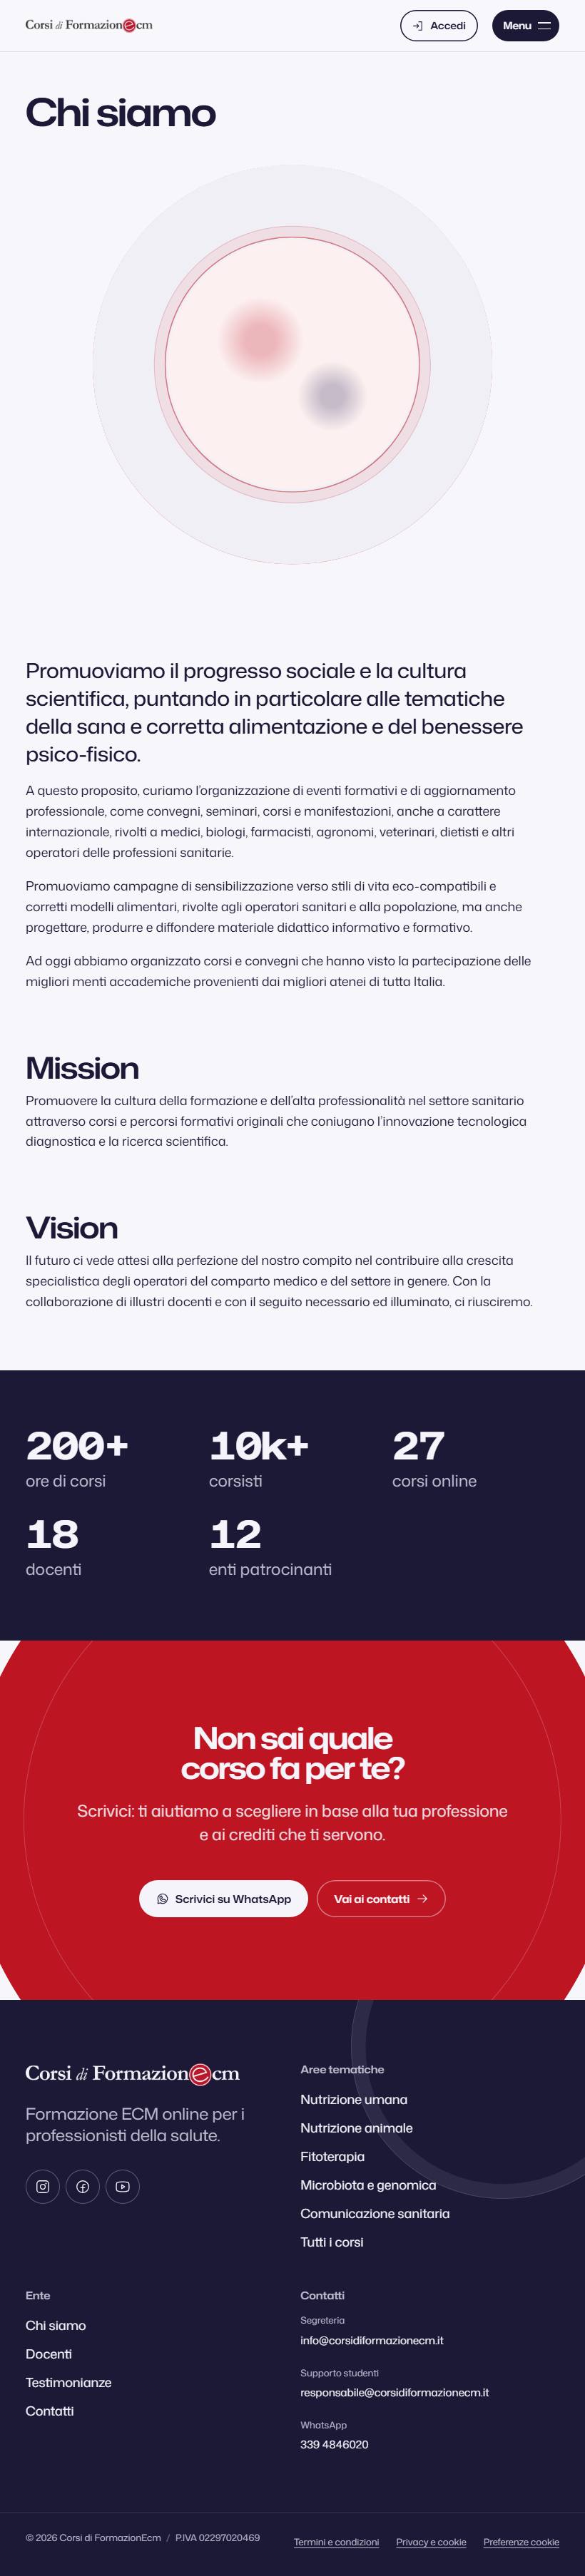 Corsi di Formazion ecm
Accedi
Menu
Chi siamo
Promuoviamo il progresso sociale e la cultura
scientifica, puntando in particolare alle tematiche
della sana e corretta alimentazione e del benessere
psico-fisico.
A questo proposito, curiamo l'organizzazione di eventi formativi e di aggiornamento
professionale, come convegni, seminari, corsi e manifestazioni, anche a carattere
internazionale, rivolti a medici, biologi, farmacisti, agronomi, veterinari, dietisti e altri
operatori delle professioni sanitarie.
Promuoviamo campagne di sensibilizzazione verso stili di vita eco-compatibili e
corretti modelli alimentari, rivolte agli operatori sanitari e alla popolazione, ma anche
progettare, produrre e diffondere materiale didattico informativo e formativo.
Ad oggi abbiamo organizzato corsi e convegni che hanno visto la partecipazione delle
migliori menti accademiche provenienti dai migliori atenei di tutta Italia.
Mission
Promuovere la cultura della formazione e dell'alta professionalità nel settore sanitario
attraverso corsi e percorsi formativi originali che coniugano l'innovazione tecnologica
diagnostica e la ricerca scientifica.
Vision
Il futuro ci vede attesi alla perfezione del nostro compito nel contribuire alla crescita
specialistica degli operatori del comparto medico e del settore in genere. Con la
collaborazione di illustri docenti e con il seguito necessario ed illuminato, ci riusciremo.
200+
ore di corsi
10k+
corsisti
27
corsi online
18
docenti
12
enti patrocinanti
Non sai quale
corso fa per te?
Scrivici: ti aiutiamo a scegliere in base alla tua professione
e ai crediti che ti servono.
Scrivici su WhatsApp
Vai ai contatti
Corsi di Formazion ecm
Formazione ECM online per i
professionisti della salute.
Aree tematiche
Nutrizione umana
Nutrizione animale
Fitoterapia
Microbiota e genomica
Comunicazione sanitaria
Tutti i corsi
Ente
Chi siamo
Docenti
Testimonianze
Contatti
Contatti
Segreteria
info@corsidiformazionecm.it
Supporto studenti
responsabile@corsidiformazionecm.it
WhatsApp
339 4846020
© 2026 Corsi di FormazionEcm / P.IVA 02297020469
Termini e condizioni
Privacy e cookie
Preferenze cookie